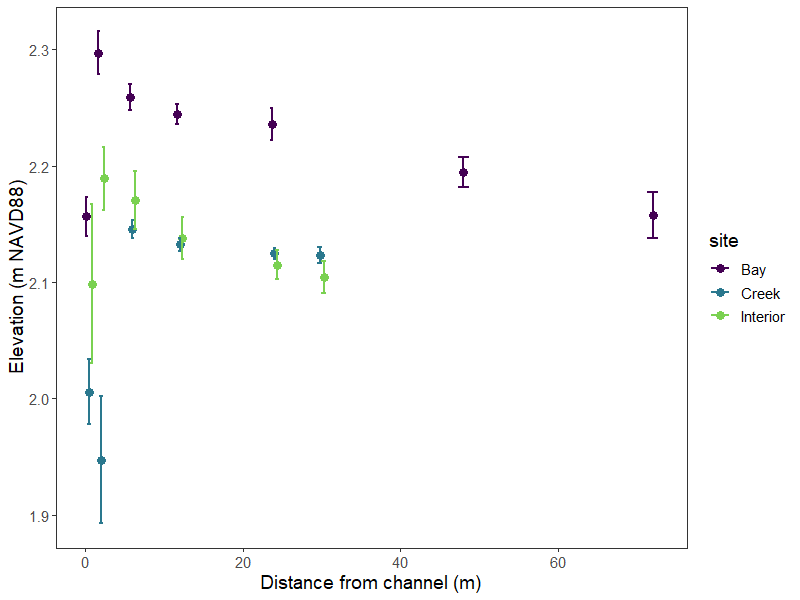 Elevation (m NAVD88)
2.3
2.2
2.1
2.0
1.9
0
20
40
60
Distance from channel (m)
site
Bay
Creek
Interior